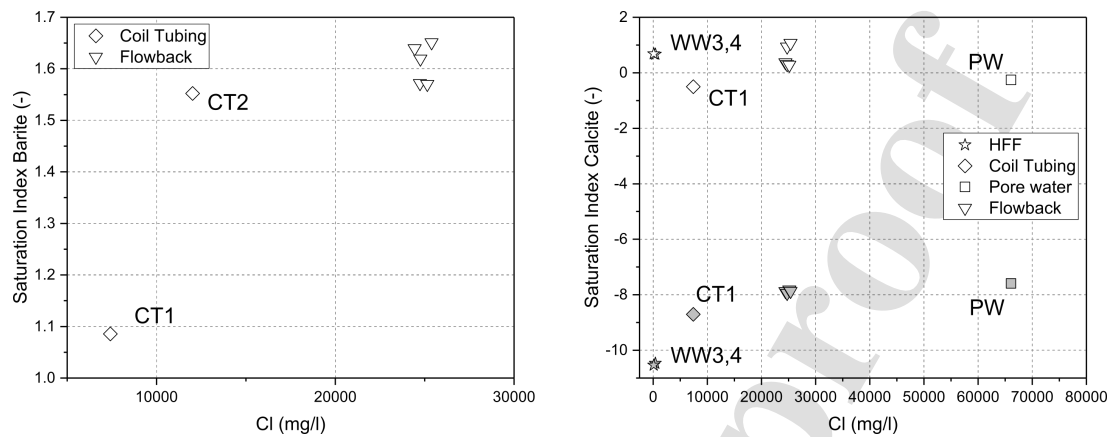 1.7
1.6
1.5
1.4
1.3
1.2
1.1
1.0
Saturation Index Barite (-)
Coil Tubing
Flowback
CT2
CT1
10000
20000
30000
Cl (mg/l)
2
0
-2
-4
-6
-8
-10
Saturation Index Calcite (-)
WW3,4
CT1
PW
HFF
Coil Tubing
Pore water
Flowback
CT1
PW
WW3,4
0
10000
20000
30000
40000
50000
60000
70000
80000
Cl (mg/l)
proof